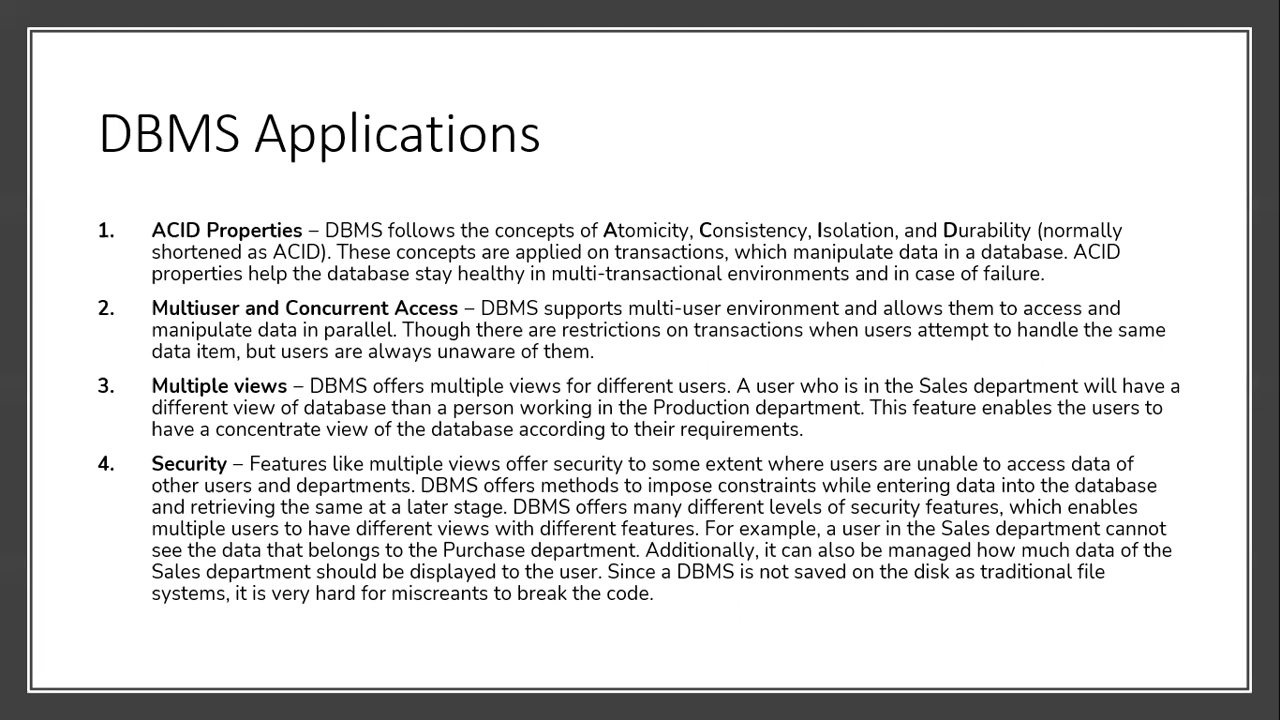 DBMS Applications
1. ACID Properties – DBMS follows the concepts of Atomicity, Consistency, Isolation, and Durability (normally
shortened as ACID). These concepts are applied on transactions, which manipulate data in a database. ACID
properties help the database stay healthy in multi-transactional environments and in case of failure.
2. Multiuser and Concurrent Access – DBMS supports multi-user environment and allows them to access and
manipulate data in parallel. Though there are restrictions on transactions when users attempt to handle the same
data item, but users are always unaware of them.
3. Multiple views – DBMS offers multiple views for different users. A user who is in the Sales department will have a
different view of database than a person working in the Production department. This feature enables the users to
have a concentrate view of the database according to their requirements.
4. Security – Features like multiple views offer security to some extent where users are unable to access data of
other users and departments. DBMS offers methods to impose constraints while entering data into the database
and retrieving the same at a later stage. DBMS offers many different levels of security features, which enables
multiple users to have different views with different features. For example, a user in the Sales department cannot
see the data that belongs to the Purchase department. Additionally, it can also be managed how much data of the
Sales department should be displayed to the user. Since a DBMS is not saved on the disk as traditional file
systems, it is very hard for miscreants to break the code.